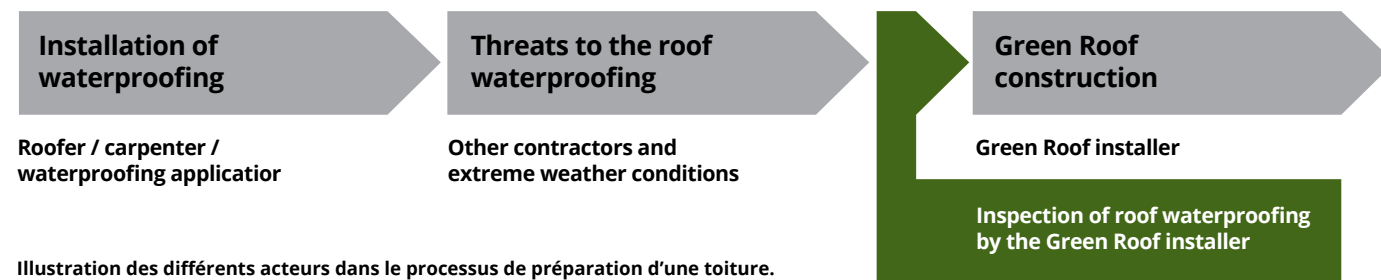 Installation of
waterproofing
Threats to the roof
waterproofing
Green Roof
construction
Roofer / carpenter /
waterproofing applicatior
Other contractors and
extreme weather conditions
Green Roof installer
Inspection of roof waterproofing
by the Green Roof installer
Illustration des différents acteurs dans le processus de préparation d’une toiture.